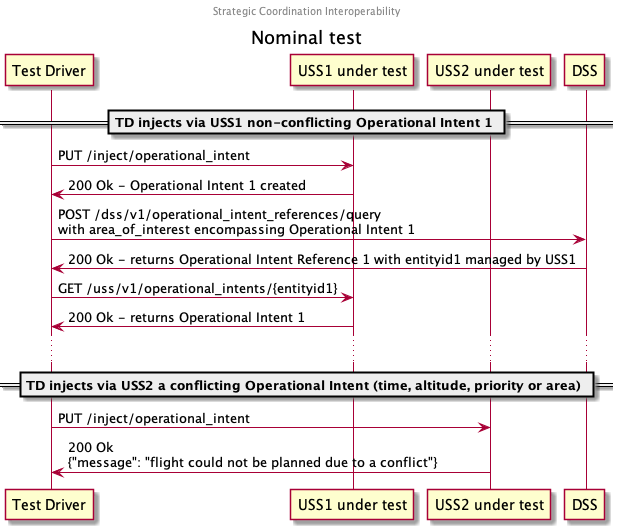 Strategic Coordination Interoperability
Nominal test
Test Driver
USS1 under test
USS2 under test
DSS
TD injects via USS1 non-conflicting Operational Intent 1
PUT /inject/operational_intent
200 Ok - Operational Intent 1 created
POST /dss/v1/operational_intent_references/query
with area_of_interest encompassing Operational Intent 1
200 Ok - returns Operational Intent Reference 1 with entityid1 managed by USS1
GET /uss/v1/operational_intents/{entityid1}
200 Ok - returns Operational Intent 1
TD injects via USS2 a conflicting Operational Intent (time, altitude, priority or area)
PUT /inject/operational_intent
200 Ok
{"message": "flight could not be planned due to a conflict"}
Test Driver
USS1 under test
USS2 under test
DSS